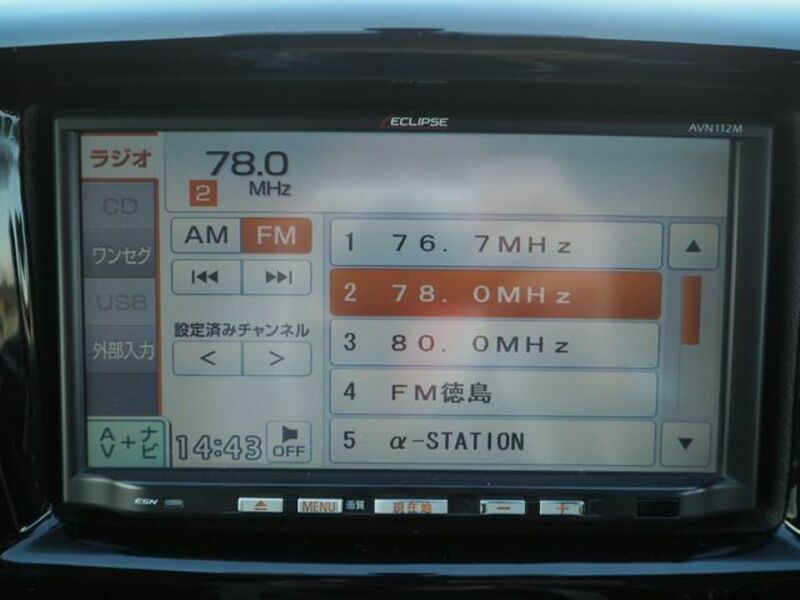 ECLIPSE
AVN112M
ラジオ
CD
ワンセグ
USB
外部入力
AV+ナビ
78.0
2
MHz
AM FM
設定済みチャンネル
< >
14:43
OFF
1 76.7MHz
2 78.0MHz
3 80.0MHz
4 FM徳島
5 α-STATION
ESN
MENU
画質
現在地
− +